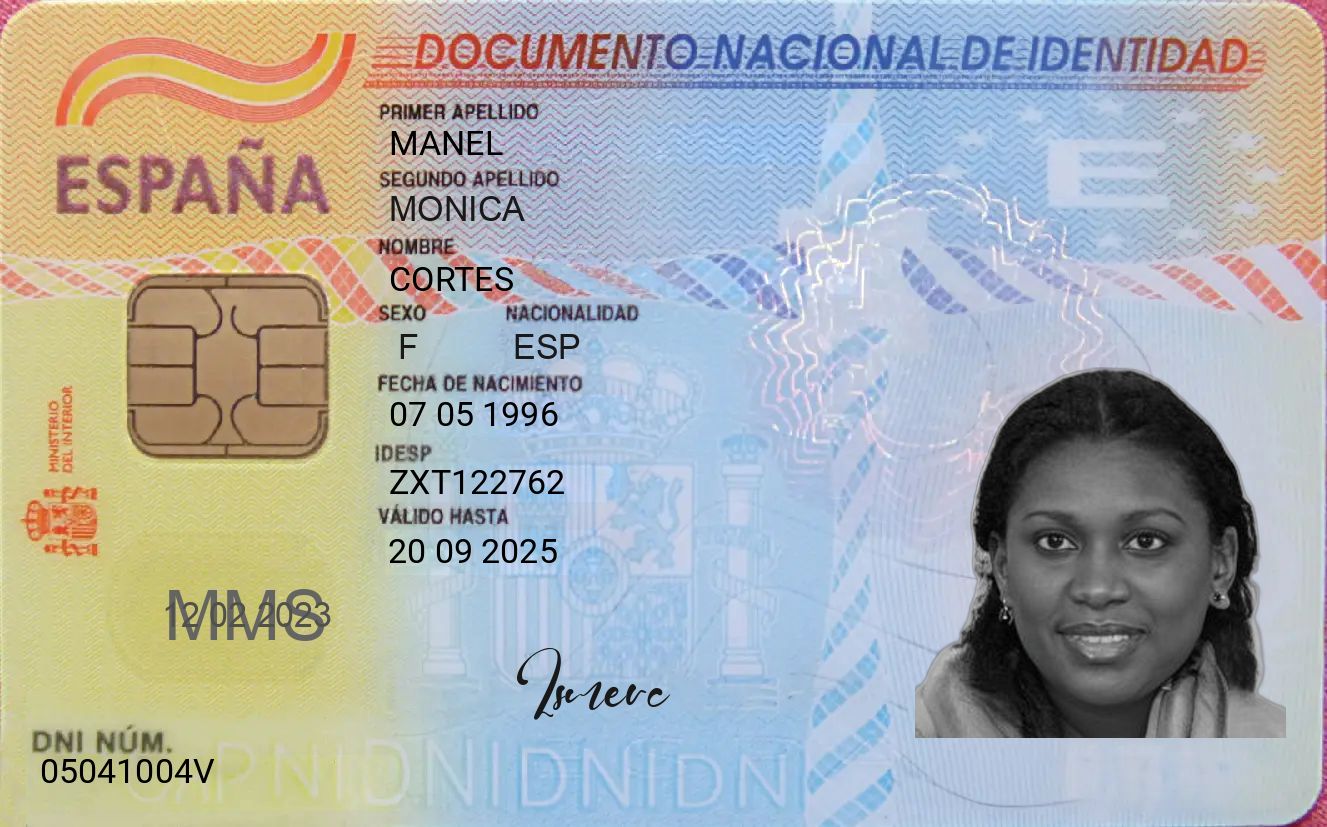 DOCUMENTO NACIONAL DE IDENTIDAD
ESPAÑA
PRIMER APELLIDO
MANEL
SEGUNDO APELLIDO
MONICA
NOMBRE
CORTES
SEXO NACIONALIDAD
F ESP
FECHA DE NACIMIENTO
07 05 1996
IDESP
ZXT122762
VÁLIDO HASTA
20 09 2025
MINISTERIO
DEL INTERIOR
E
MMS
12 02 2023
DNI NÚM.
05041004V
DNIDNIDNIDN